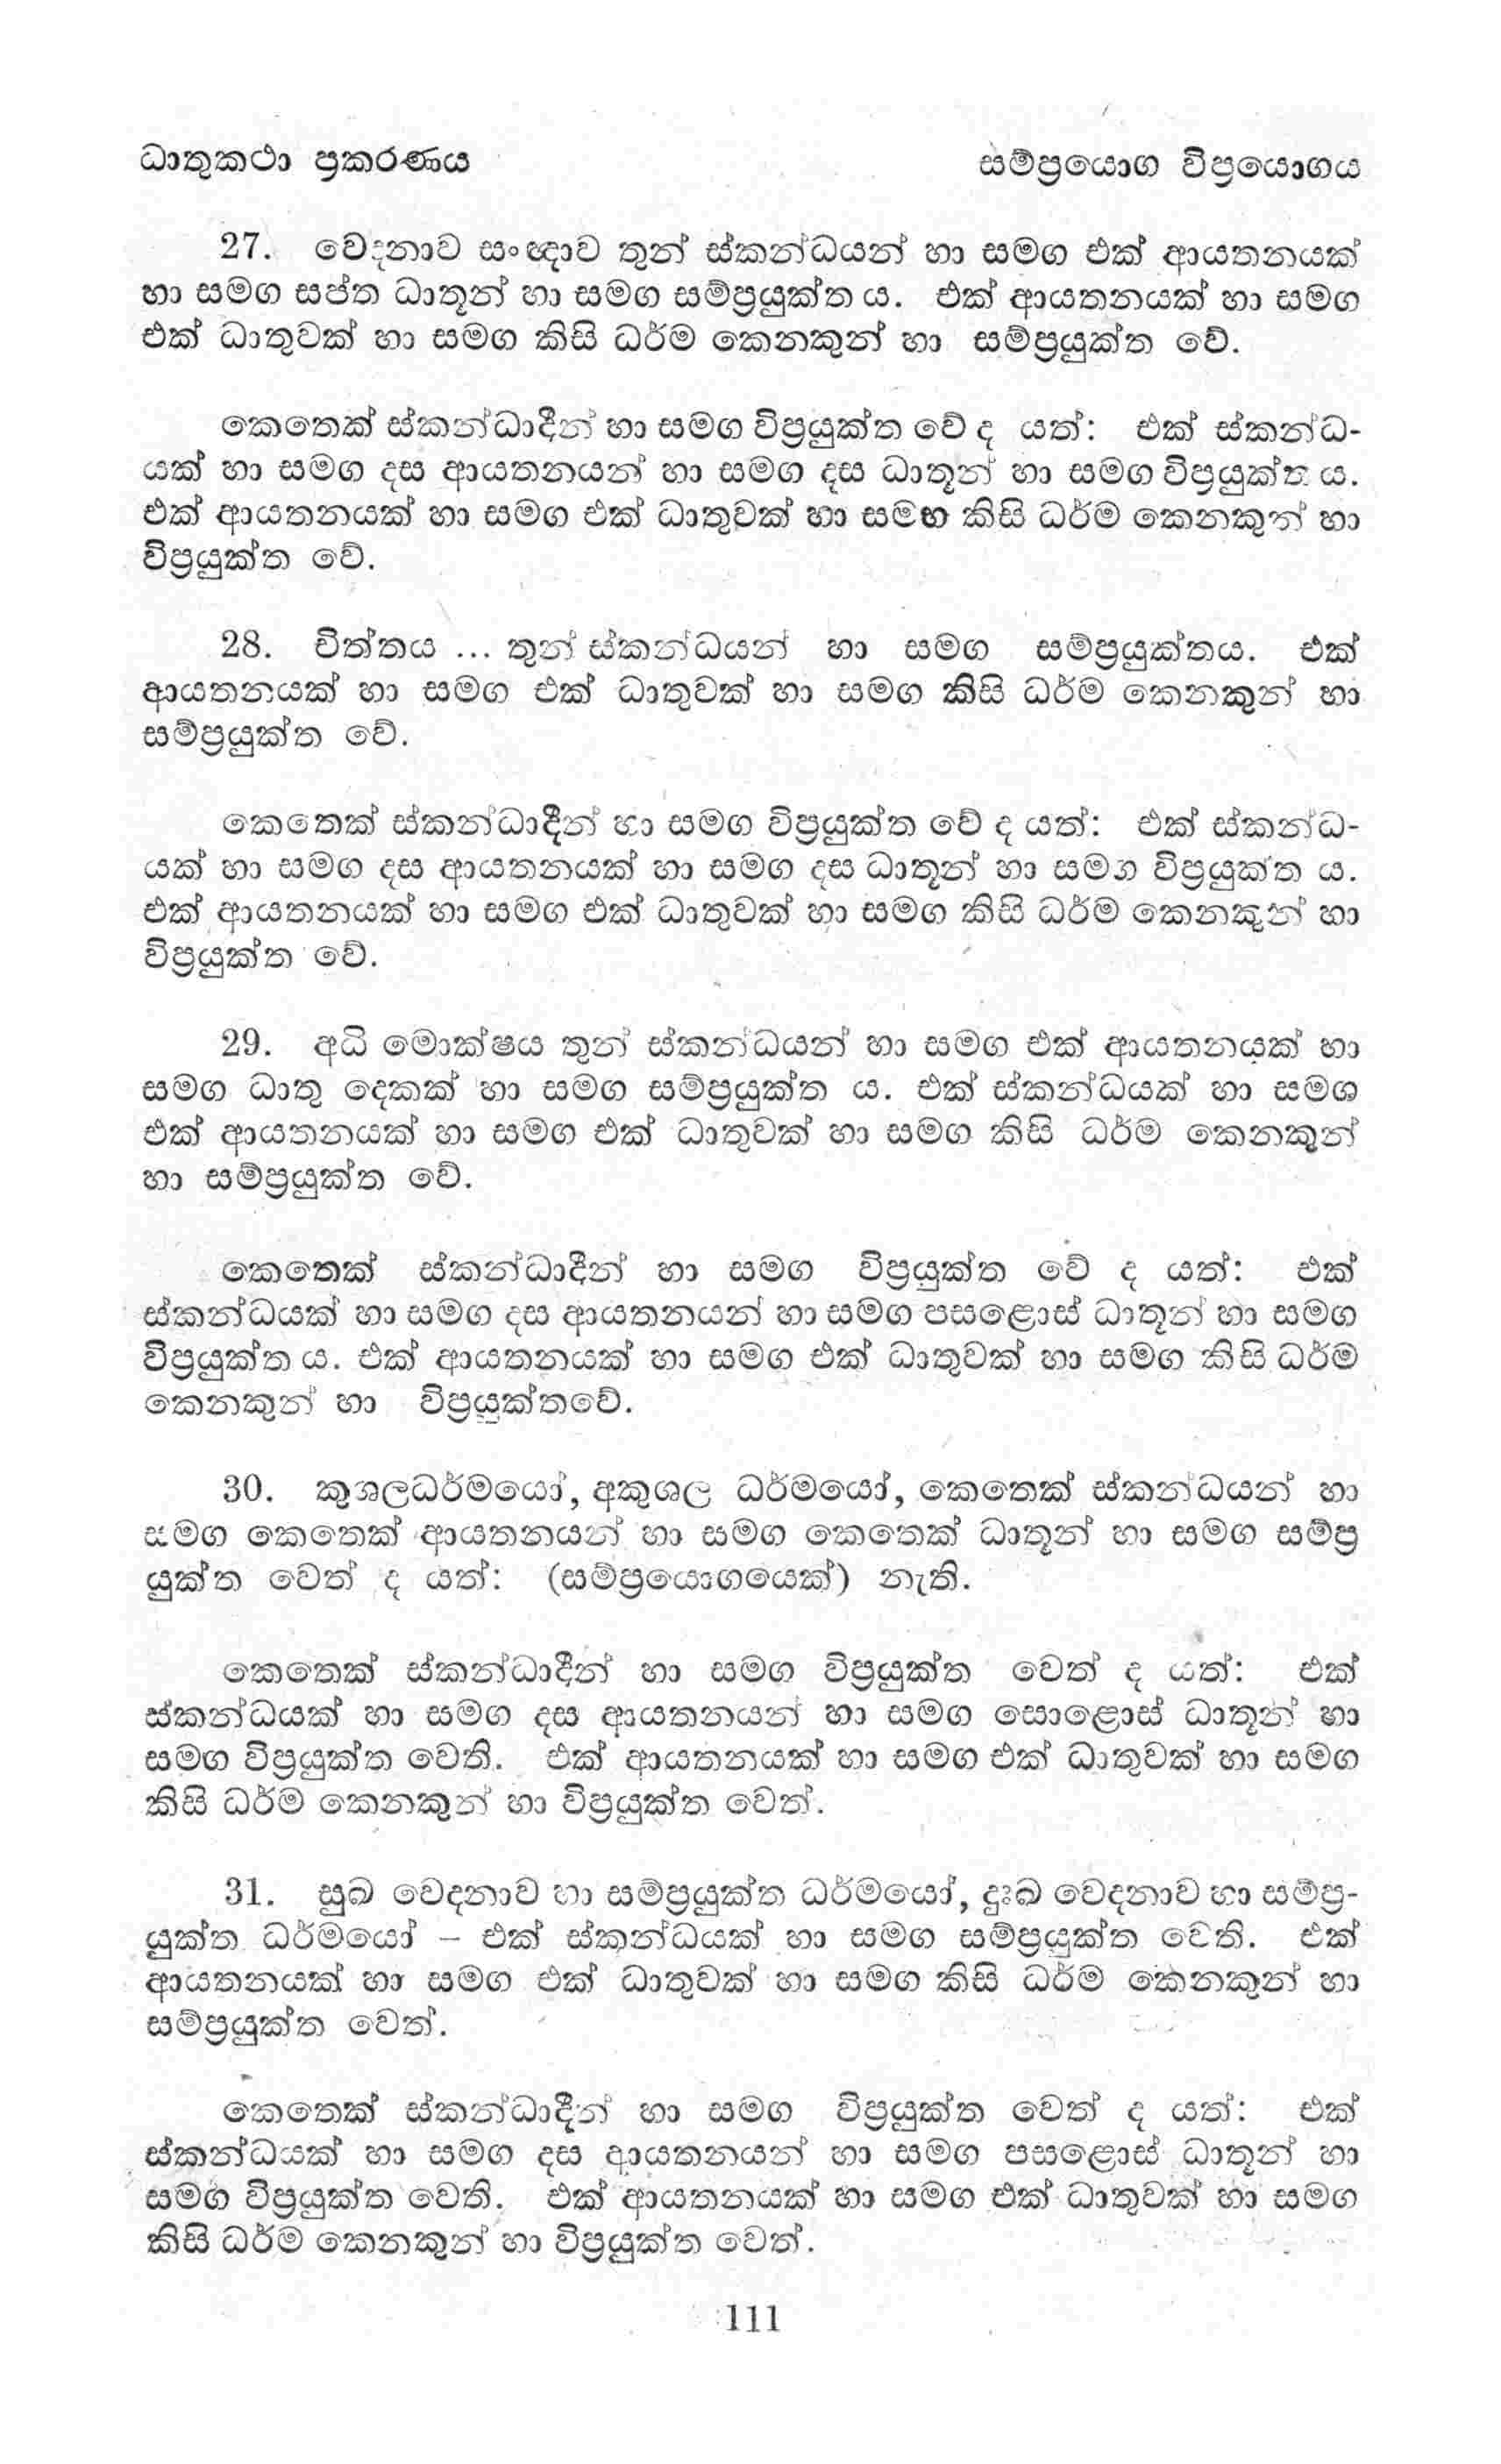 ධාතුකථා ප්‍රකරණය
සම්ප්‍රයොග විප්‍රයොගය
27. වෙදනාව සංඥාව තුන් ස්කන්ධයන් හා සමග එක් ආයතනයක්
හා සමග සප්ත ධාතූන් හා සමග සම්ප්‍රයුක්ත ය. එක් ආයතනයක් හා සමග
එක් ධාතුවක් හා සමග කිසි ධර්ම කෙනකුන් හා සම්ප්‍රයුක්ත වේ.
කෙතෙක් ස්කන්ධාදීන් හා සමග විප්‍රයුක්ත වේ ද යත්: එක් ස්කන්ධ-
යක් හා සමග දස ආයතනයන් හා සමග දස ධාතූන් හා සමග විප්‍රයුක්ත ය.
එක් ආයතනයක් හා සමග එක් ධාතුවක් හා සමභ කිසි ධර්ම කෙනකුන් හා
විප්‍රයුක්ත වේ.
28. චිත්තය ... තුන් ස්කන්ධයන් හා සමග සම්ප්‍රයුක්තය. එක්
ආයතනයක් හා සමග එක් ධාතුවක් හා සමග කිසි ධර්ම කෙනකුන් හා
සම්ප්‍රයුක්ත වේ.
කෙතෙක් ස්කන්ධාදීන් හා සමග විප්‍රයුක්ත වේ ද යත්: එක් ස්කන්ධ-
යක් හා සමග දස ආයතනයක් හා සමග දස ධාතූන් හා සමග විප්‍රයුක්ත ය.
එක් ආයතනයක් හා සමග එක් ධාතුවක් හා සමග කිසි ධර්ම කෙනකුන් හා
විප්‍රයුක්ත වේ.
29. අධි මොක්ෂය තුන් ස්කන්ධයන් හා සමග එක් ආයතනයක් හා
සමග ධාතු දෙකක් හා සමග සම්ප්‍රයුක්ත ය. එක් ස්කන්ධයක් හා සමශ
එක් ආයතනයක් හා සමග එක් ධාතුවක් හා සමග කිසි ධර්ම කෙනකුන්
හා සම්ප්‍රයුක්ත වේ.
කෙතෙක් ස්කන්ධාදීන් හා සමග විප්‍රයුක්ත වේ ද යත්: එක්
ස්කන්ධයක් හා සමග දස ආයතනයන් හා සමග පසළොස් ධාතූන් හා සමග
විප්‍රයුක්ත ය. එක් ආයතනයක් හා සමග එක් ධාතුවක් හා සමග කිසි ධර්ම
කෙනකුන් හා විප්‍රයුක්තවේ.
30. කුශලධර්මයෝ, අකුශල ධර්මයෝ, කෙතෙක් ස්කන්ධයන් හා
සමග කෙතෙක් ආයතනයන් හා සමග කෙතෙක් ධාතූන් හා සමග සම්ප්‍ර
යුක්ත වෙත් ද යත්: (සම්ප්‍රයොගයෙක්) නැති.
කෙතෙක් ස්කන්ධාදීන් හා සමග විප්‍රයුක්ත වෙත් ද යත්: එක්
ස්කන්ධයක් හා සමග දස ආයතනයන් හා සමග සොළොස් ධාතූන් හා
සමග විප්‍රයුක්ත වෙති. එක් ආයතනයක් හා සමග එක් ධාතුවක් හා සමග
කිසි ධර්ම කෙනකුන් හා විප්‍රයුක්ත වෙත්.
31. සුඛ වෙදනාව හා සම්ප්‍රයුක්ත ධර්මයෝ, දුඃඛ වෙදනාව හා සම්ප්‍ර-
යුක්ත ධර්මයෝ – එක් ස්කන්ධයක් හා සමග සම්ප්‍රයුක්ත වෙති. එක්
ආයතනයක් හා සමග එක් ධාතුවක් හා සමග කිසි ධර්ම කෙනකුන් හා
සම්ප්‍රයුක්ත වෙත්.
කෙතෙක් ස්කන්ධාදීන් හා සමග විප්‍රයුක්ත වෙත් ද යත්: එක්
ස්කන්ධයක් හා සමග දස ආයතනයන් හා සමග පසළොස් ධාතූන් හා
සමග විප්‍රයුක්ත වෙති. එක් ආයතනයක් හා සමග එක් ධාතුවක් හා සමග
කිසි ධර්ම කෙනකුන් හා විප්‍රයුක්ත වෙත්.
111